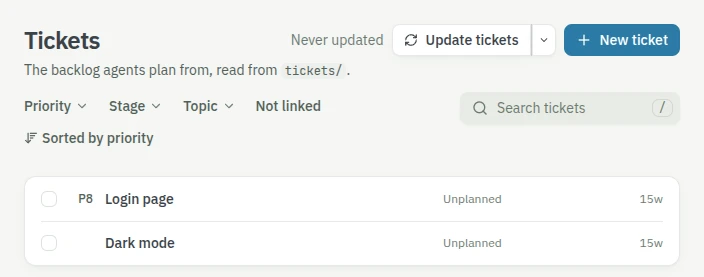 Tickets
Never updated Update tickets New ticket
The backlog agents plan from, read from tickets/.
Priority Stage Topic Not linked Search tickets /
Sorted by priority
P8 Login page Unplanned 15w
Dark mode Unplanned 15w